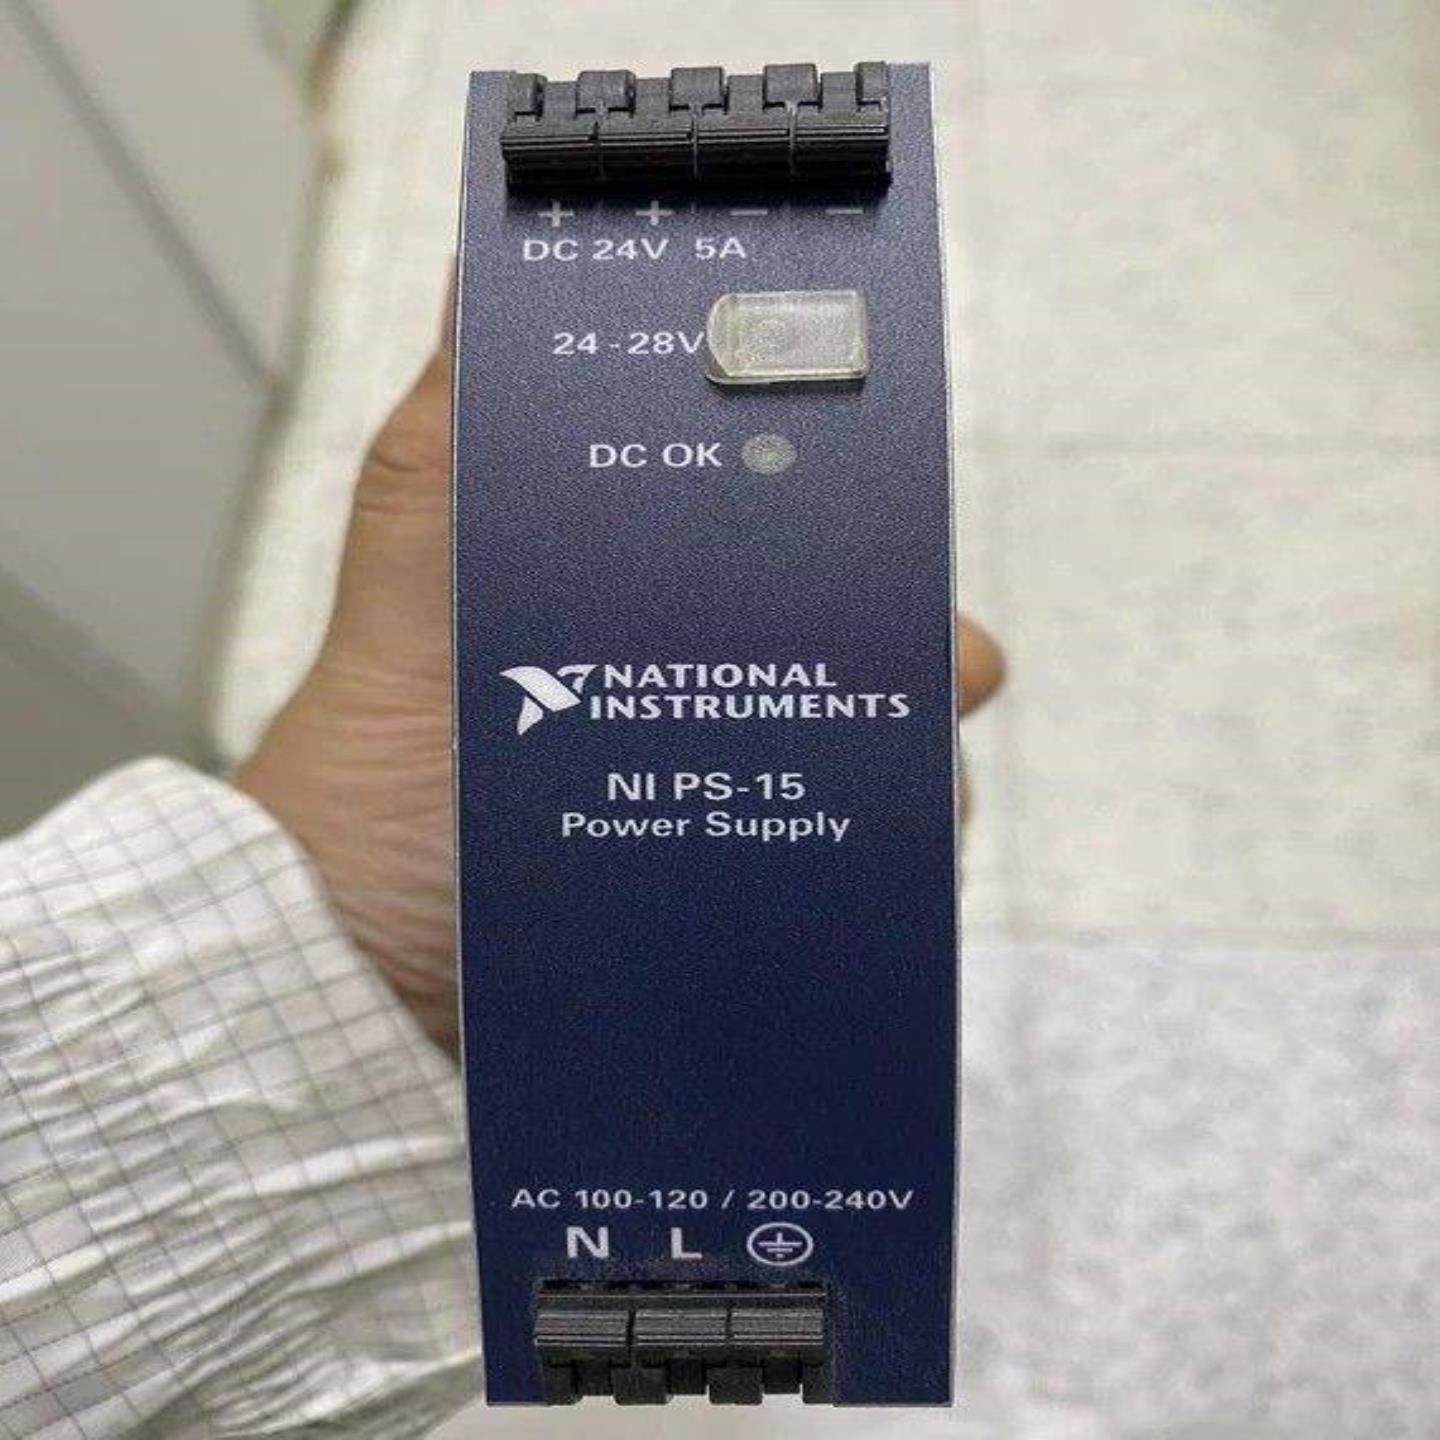 + + − −
DC 24V 5A
24-28V
DC OK
NATIONAL
INSTRUMENTS
NI PS-15
Power Supply
AC 100-120 / 200-240V
N L